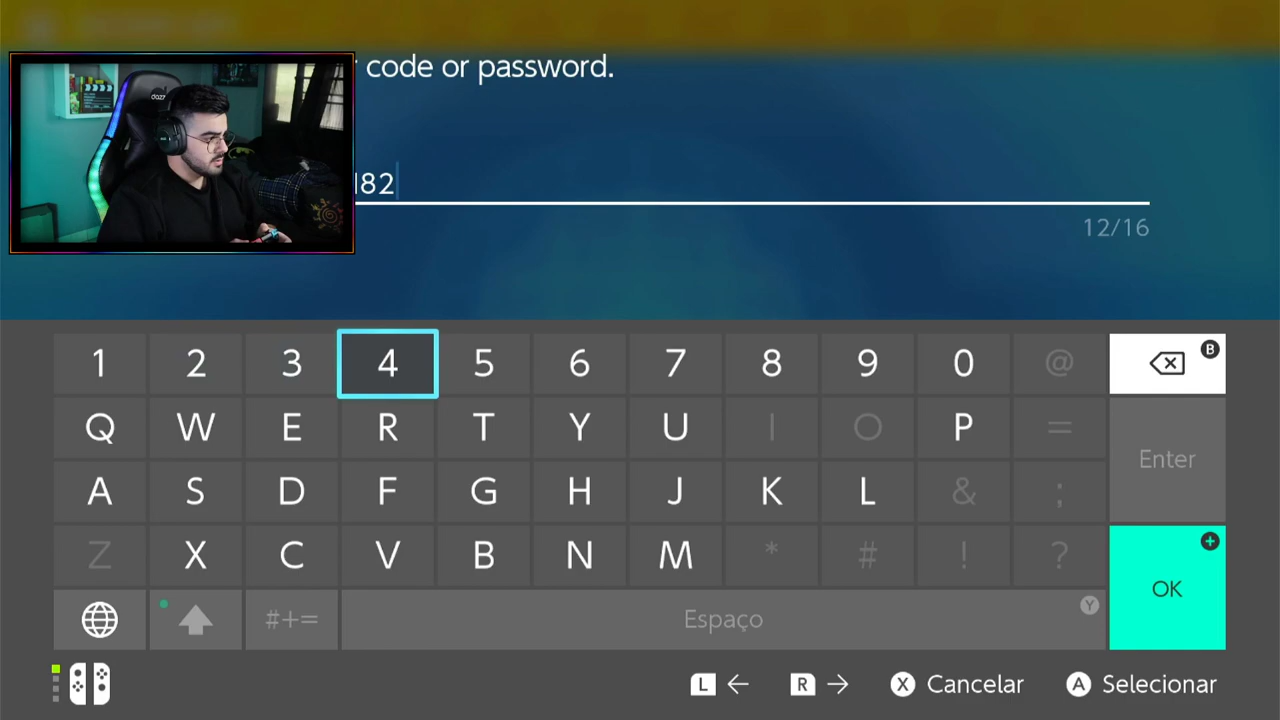 code or password.
182
12/16
1 2 3 4 5 6 7 8 9 0 @ B
Q W E R T Y U I O P =
Enter
A S D F G H J K L & ;
Z X C V B N M * # ! ?
+
OK
#+= Espaço Y
L ← R → X Cancelar A Selecionar